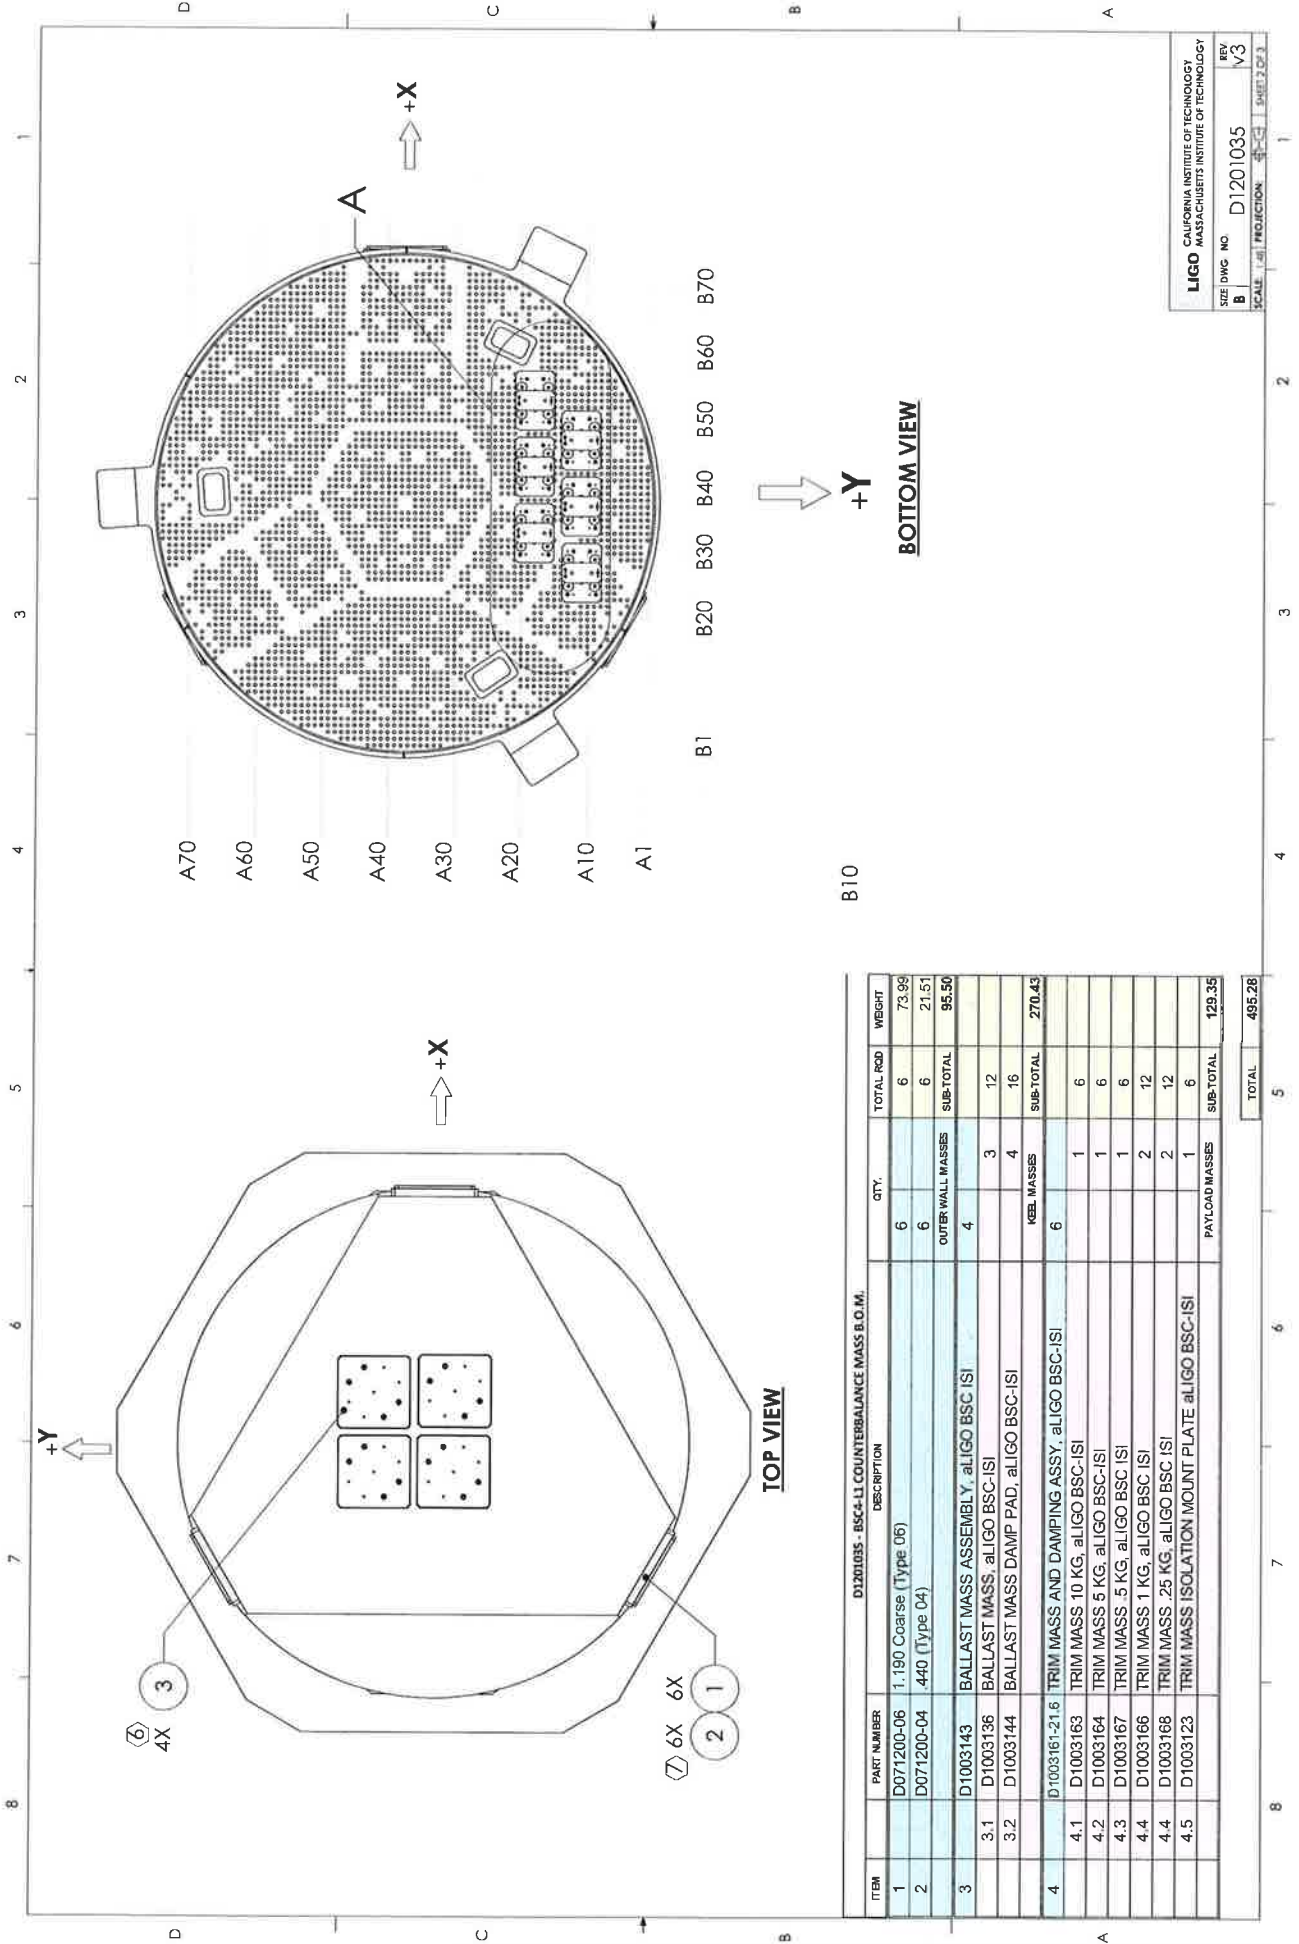 8
7
6
5
4
3
2
1
D
C
B
A
+Y
+X
3
⑥
4X
⑦ 6X 6X
2 1
TOP VIEW
A70
A60
A50
A40
A30
A20
A10
A1
A
+X
B1 B20 B30 B40 B50 B60 B70
B10
+Y
BOTTOM VIEW
D1201035 - BSC4-L1 COUNTERBALANCE MASS B.O.M.
ITEM PART NUMBER DESCRIPTION QTY. TOTAL RQD WEIGHT
1 D071200-06 1.190 Coarse (Type 06) 6 6 73.99
2 D071200-04 .440 (Type 04) 6 6 21.51
OUTER WALL MASSES SUB-TOTAL 95.50
3 D1003143 BALLAST MASS ASSEMBLY, aLIGO BSC ISI 4
3.1 D1003136 BALLAST MASS, aLIGO BSC-ISI 3 12
3.2 D1003144 BALLAST MASS DAMP PAD, aLIGO BSC-ISI 4 16
KEEL MASSES SUB-TOTAL 270.43
4 D1003161-21.6 TRIM MASS AND DAMPING ASSY, aLIGO BSC-ISI 6
4.1 D1003163 TRIM MASS 10 KG, aLIGO BSC-ISI 1 6
4.2 D1003164 TRIM MASS 5 KG, aLIGO BSC-ISI 1 6
4.3 D1003167 TRIM MASS .5 KG, aLIGO BSC ISI 1 6
4.4 D1003166 TRIM MASS 1 KG, aLIGO BSC ISI 2 12
4.4 D1003168 TRIM MASS .25 KG, aLIGO BSC ISI 2 12
4.5 D1003123 TRIM MASS ISOLATION MOUNT PLATE aLIGO BSC-ISI 1 6
PAYLOAD MASSES SUB-TOTAL 129.35
TOTAL 495.28
LIGO CALIFORNIA INSTITUTE OF TECHNOLOGY
MASSACHUSETTS INSTITUTE OF TECHNOLOGY
SIZE DWG NO. REV.
B D1201035 v3
SCALE: PROJECTION: SHEET 2 OF 3
8
7
6
5
4
3
2
1
D
C
B
A